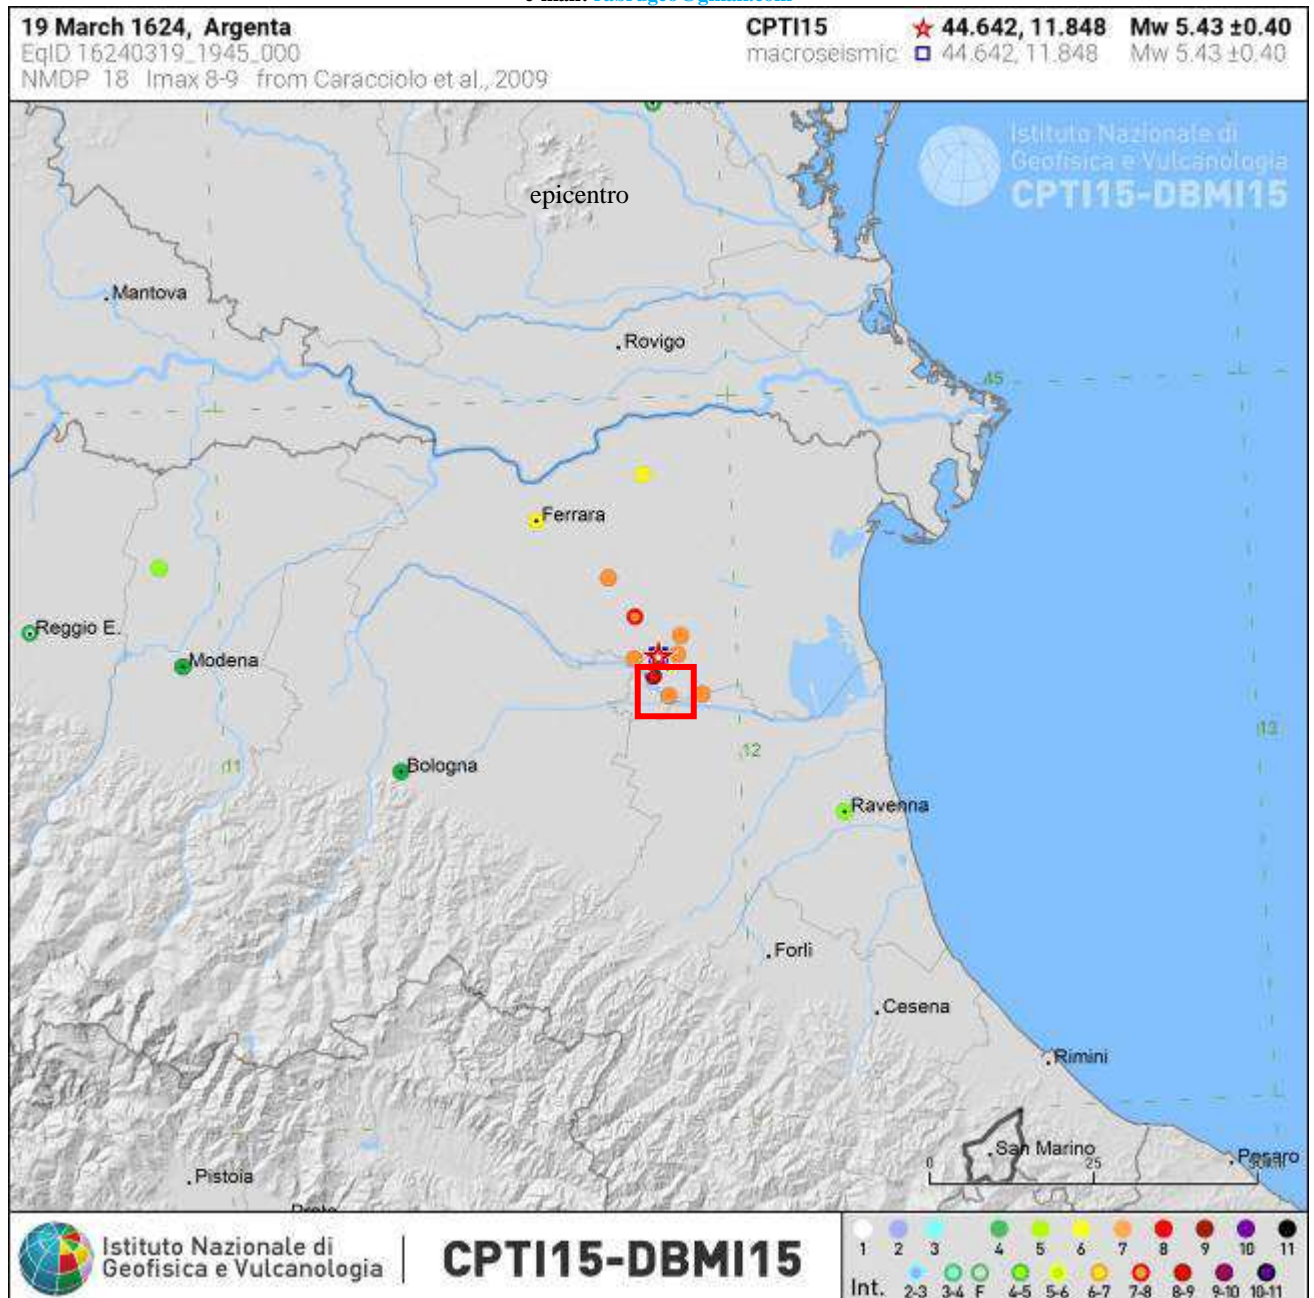 19 March 1624, Argenta
EqID 16240319_1945_000
NMDP 18 Imax 8-9 from Caracciolo et al., 2009
CPTI15 44.642, 11.848 Mw 5.43 ±0.40
macroseismic 44.642, 11.848 Mw 5.43 ±0.40
Istituto Nazionale di
Geofisica e Vulcanologia
CPTI15-DBMI15
epicentro
Mantova
Rovigo
45
Ferrara
Reggio E.
Modena
12
13
11
Bologna
Ravenna
Forlì
Cesena
Rimini
San Marino
Pesaro
0 25
Pistoia
Istituto Nazionale di
Geofisica e Vulcanologia
CPTI15-DBMI15
1 2 3 4 5 6 7 8 9 10 11
Int. 2-3 3-4 F 4-5 5-6 6-7 7-8 8-9 9-10 10-11